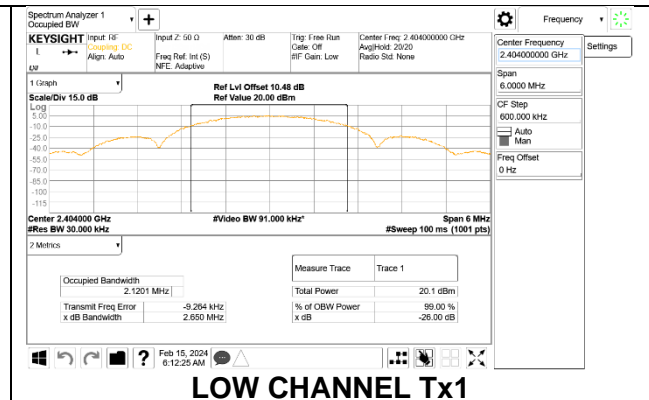 Spectrum Analyzer 1
Occupied BW
+
Frequency
KEYSIGHT Input: RF Input Z: 50 Ω Atten: 30 dB Trig: Free Run Center Freq: 2.404000000 GHz
L Coupling: DC Gate: Off Avg|Hold: 20/20
Align: Auto Freq Ref: Int (S) #IF Gain: Low Radio Std: None
NFE: Adaptive
Center Frequency
2.404000000 GHz
Settings
Span
6.0000 MHz
CF Step
600.000 kHz
Auto
Man
Freq Offset
0 Hz
1 Graph
Ref Lvl Offset 10.48 dB
Scale/Div 15.0 dB Ref Value 20.00 dBm
Log
5.00
-10.0
-25.0
-40.0
-55.0
-70.0
-85.0
-100
-115
Center 2.404000 GHz #Video BW 91.000 kHz* Span 6 MHz
#Res BW 30.000 kHz #Sweep 100 ms (1001 pts)
2 Metrics
Measure Trace Trace 1
Occupied Bandwidth
2.1201 MHz Total Power 20.1 dBm
Transmit Freq Error -9.264 kHz % of OBW Power 99.00 %
x dB Bandwidth 2.650 MHz x dB -26.00 dB
? Feb 15, 2024
6:12:25 AM
LOW CHANNEL Tx1